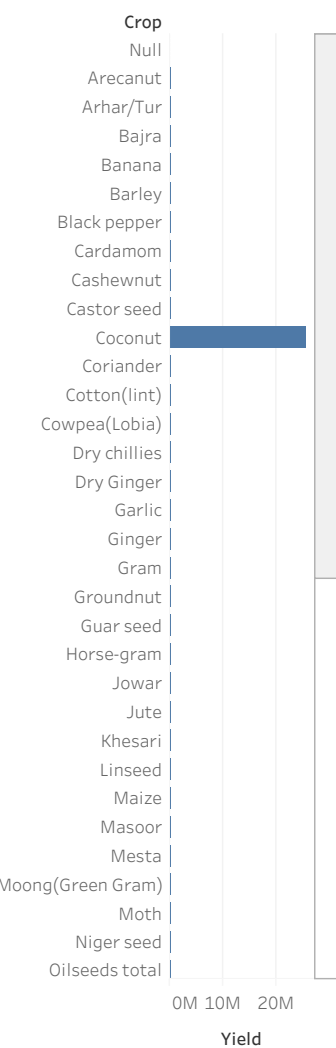 Crop
Null
Arecanut
Arhar/Tur
Bajra
Banana
Barley
Black pepper
Cardamom
Cashewnut
Castor seed
Coconut
Coriander
Cotton(lint)
Cowpea(Lobia)
Dry chillies
Dry Ginger
Garlic
Ginger
Gram
Groundnut
Guar seed
Horse-gram
Jowar
Jute
Khesari
Linseed
Maize
Masoor
Mesta
Moong(Green Gram)
Moth
Niger seed
Oilseeds total
0M 10M 20M
Yield